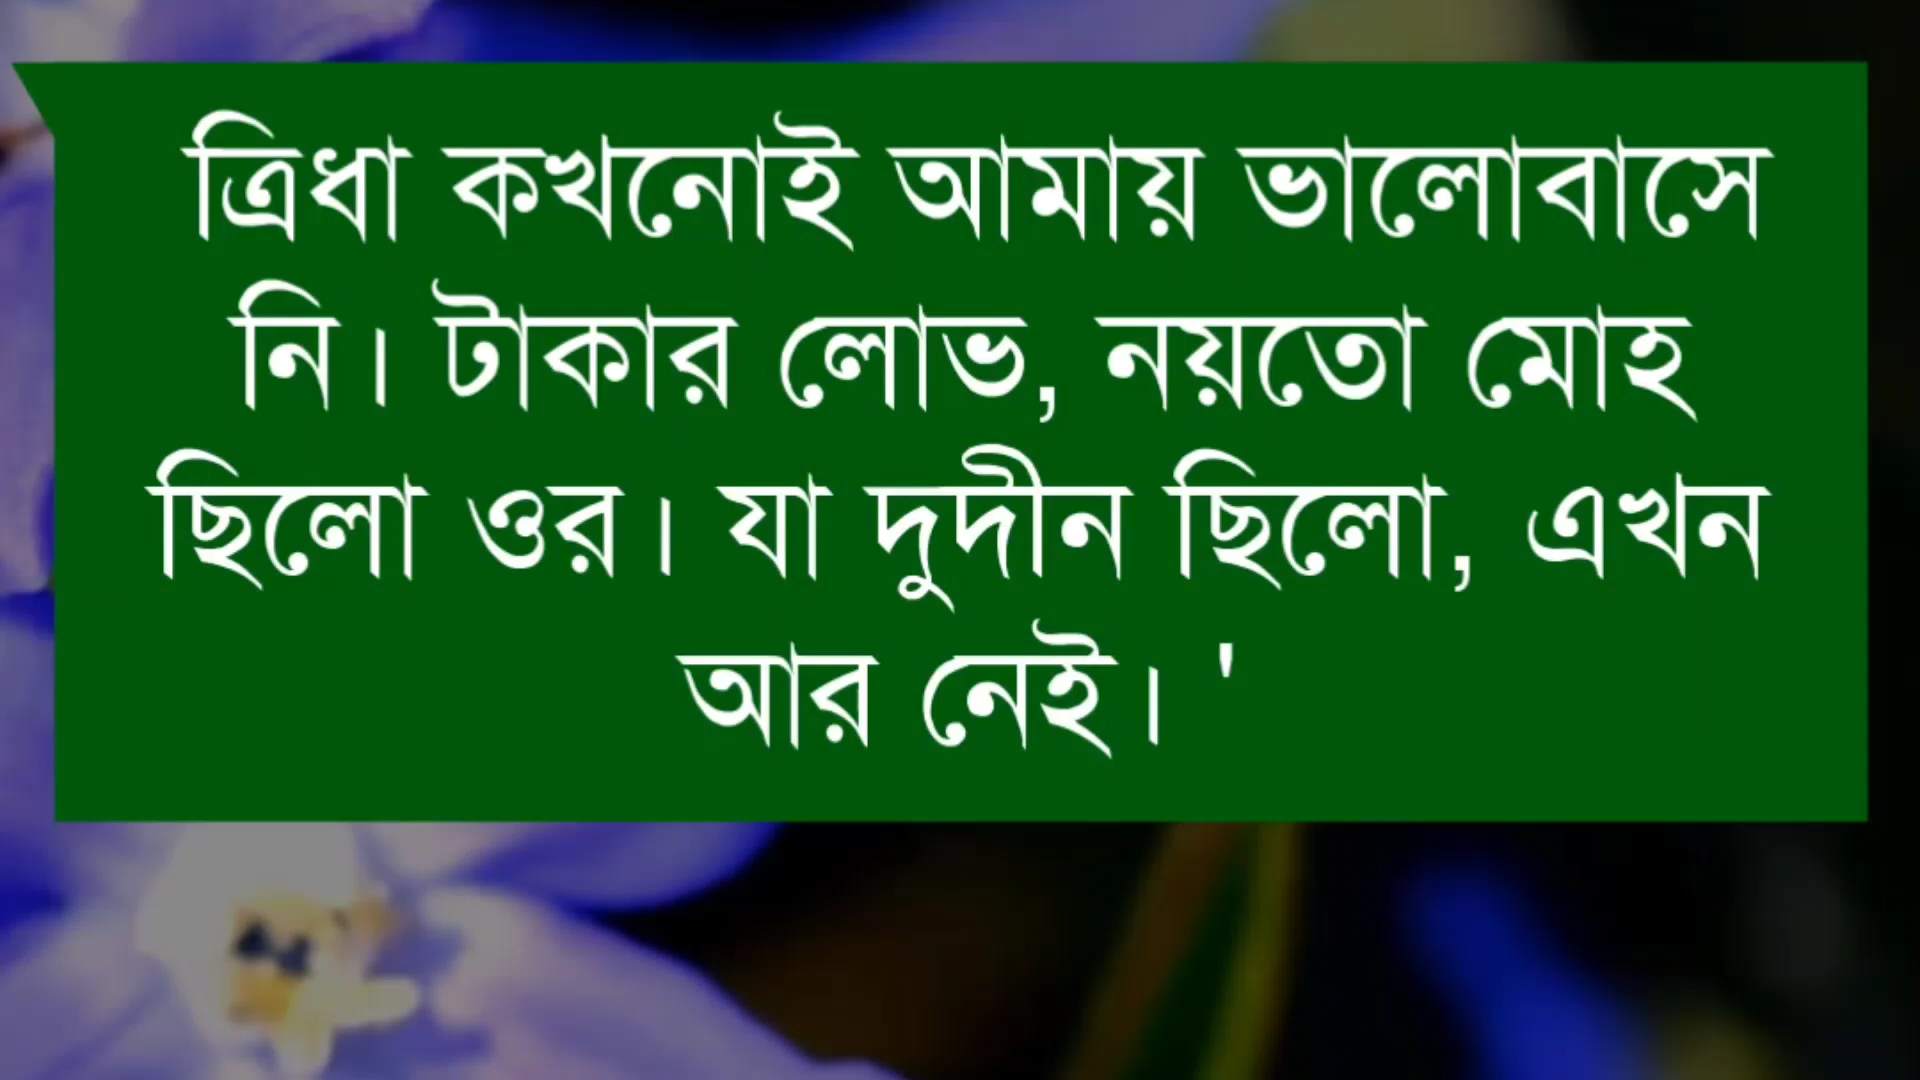 ত্রিধা কখনোই আমায় ভালোবাসে
নি। টাকার লোভ, নয়তো মোহ
ছিলো ওর। যা দুদীন ছিলো, এখন
আর নেই। '